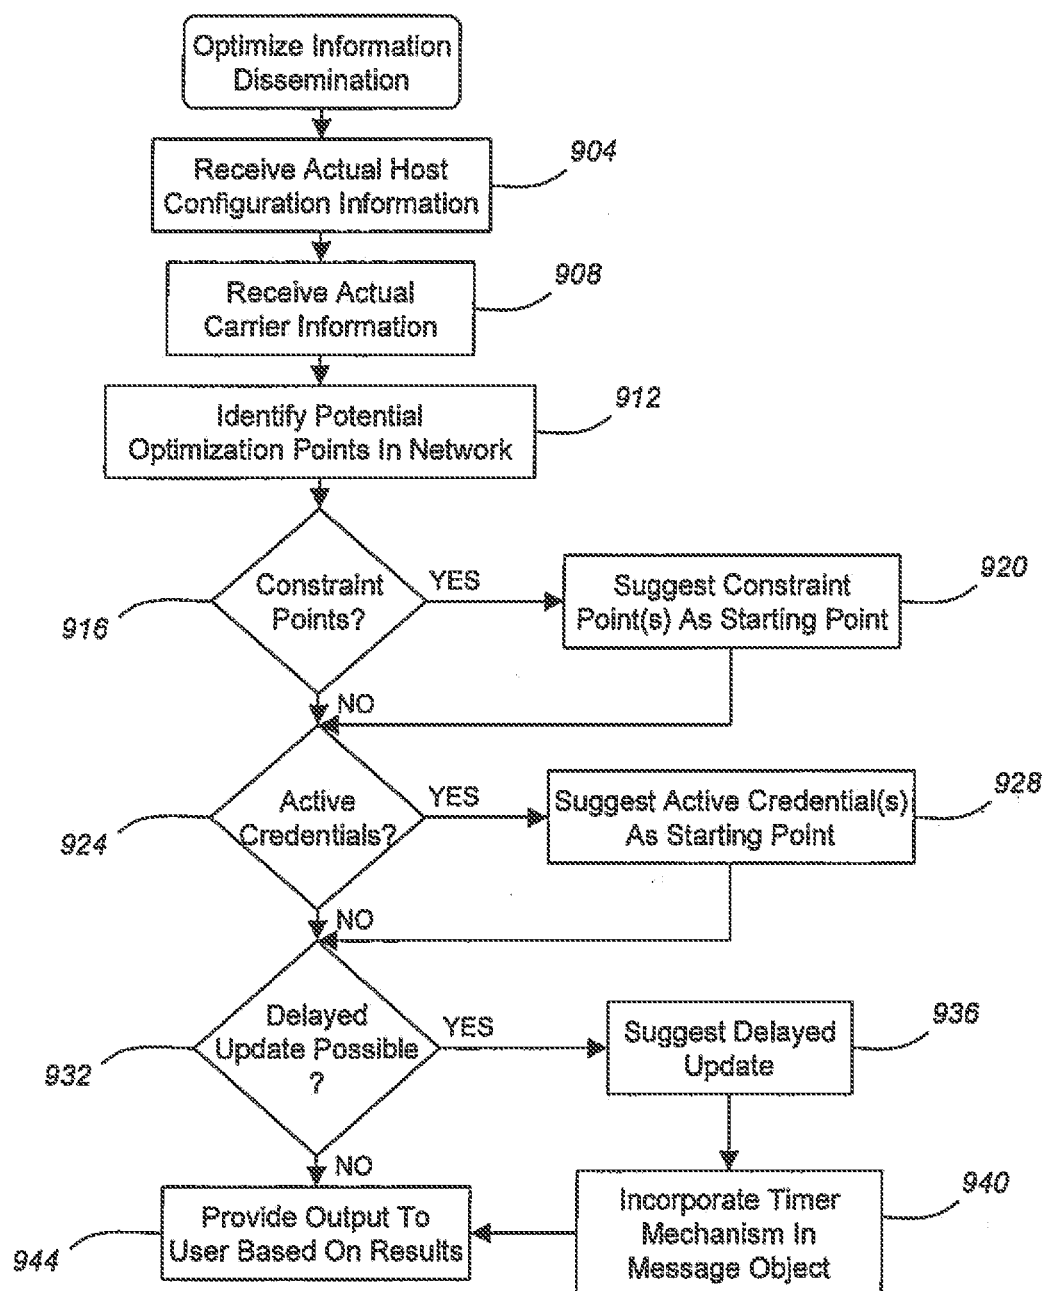 Optimize Information
Dissemination
Receive Actual Host
Configuration Information
904
Receive Actual
Carrier Information
908
Identify Potential
Optimization Points In Network
912
Constraint
Points?
916
YES
Suggest Constraint
Point(s) As Starting Point
920
NO
Active
Credentials?
924
YES
Suggest Active Credential(s)
As Starting Point
928
NO
Delayed
Update Possible
?
932
YES
Suggest Delayed
Update
936
NO
Provide Output To
User Based On Results
944
Incorporate Timer
Mechanism In
Message Object
940